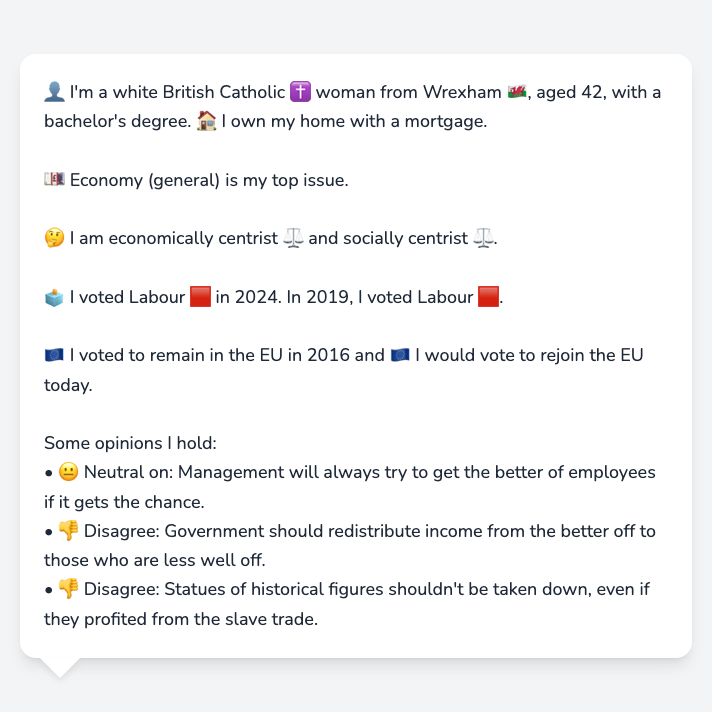 👤 I'm a white British Catholic ✝️ woman from Wrexham 🏴󠁧󠁢󠁷󠁬󠁳󠁿, aged 42, with a
bachelor's degree. 🏠 I own my home with a mortgage.
💷 Economy (general) is my top issue.
🤔 I am economically centrist ⚖️ and socially centrist ⚖️.
🗳️ I voted Labour 🟥 in 2024. In 2019, I voted Labour 🟥.
🇪🇺 I voted to remain in the EU in 2016 and 🇪🇺 I would vote to rejoin the EU
today.
Some opinions I hold:
• 😐 Neutral on: Management will always try to get the better of employees
if it gets the chance.
• 👎 Disagree: Government should redistribute income from the better off to
those who are less well off.
• 👎 Disagree: Statues of historical figures shouldn't be taken down, even if
they profited from the slave trade.